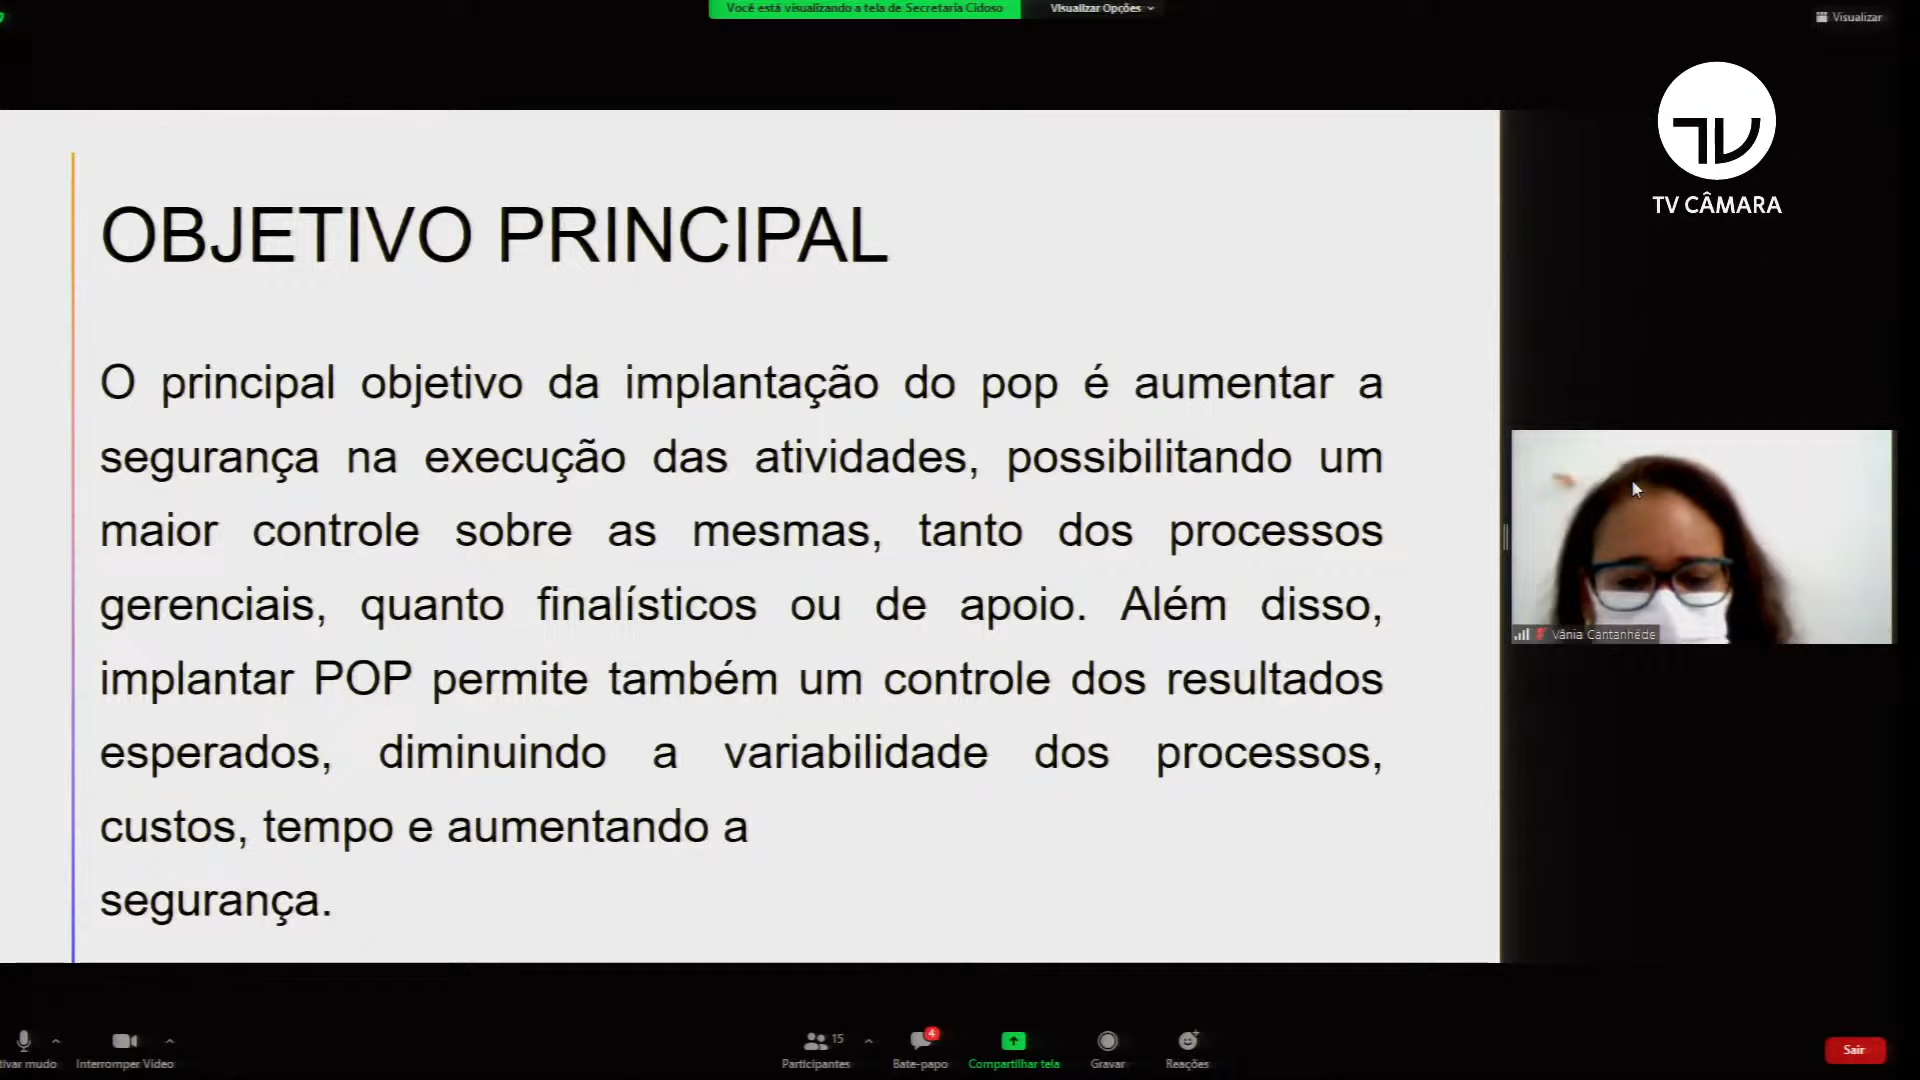 Você está visualizando a tela de Secretaria Cidoso
Visualizar Opções
Visualizar
TV
TV CÂMARA
OBJETIVO PRINCIPAL
O principal objetivo da implantação do pop é aumentar a
segurança na execução das atividades, possibilitando um
maior controle sobre as mesmas, tanto dos processos
gerenciais, quanto finalísticos ou de apoio. Além disso,
implantar POP permite também um controle dos resultados
esperados, diminuindo a variabilidade dos processos,
custos, tempo e aumentando a
segurança.
Vânia Cantanhêde
tivar mudo
Interromper Vídeo
15
Participantes
4
Bate-papo
Compartilhar tela
Gravar
Reações
Sair